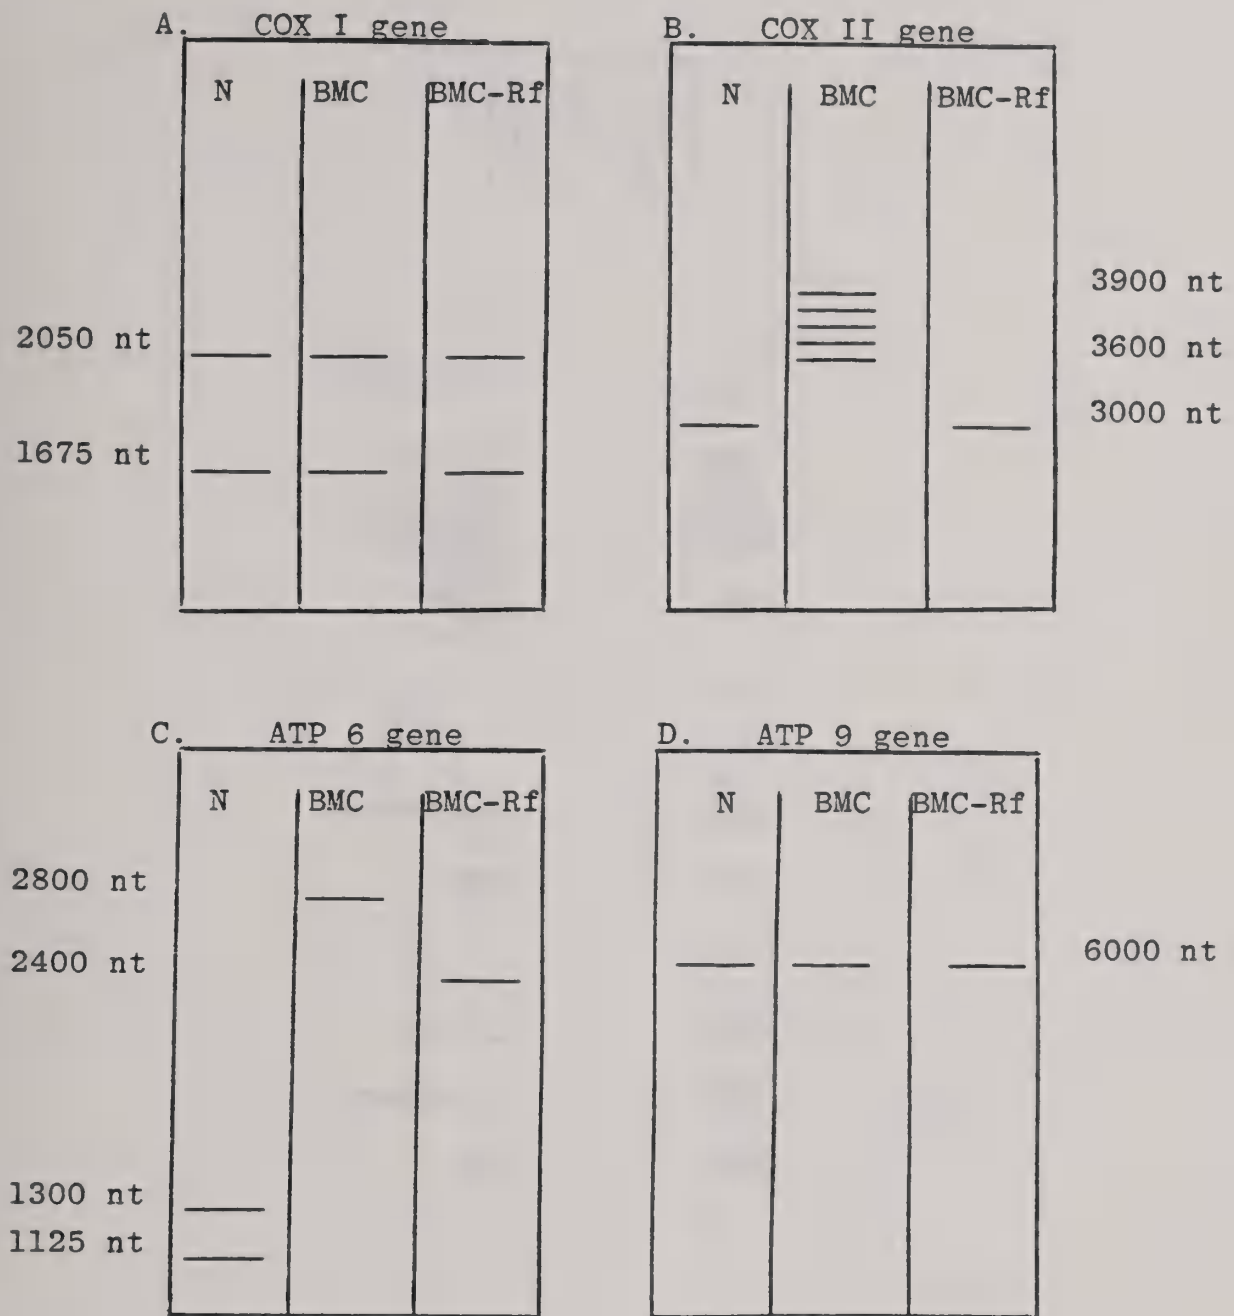 A. COX I gene
N BMC BMC-Rf
2050 nt
1675 nt
B. COX II gene
N BMC BMC-Rf
3900 nt
3600 nt
3000 nt
C. ATP 6 gene
N BMC BMC-Rf
2800 nt
2400 nt
1300 nt
1125 nt
D. ATP 9 gene
N BMC BMC-Rf
6000 nt